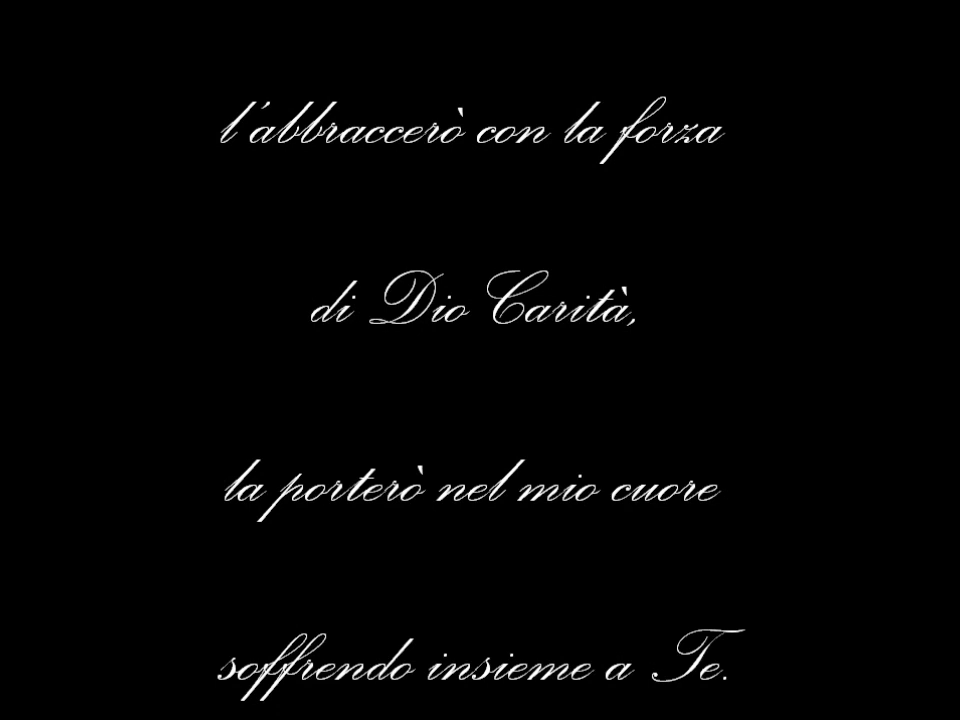 l'abbraccerò con la forza
di Dio Carità,
la porterò nel mio cuore
soffrendo insieme a Te.